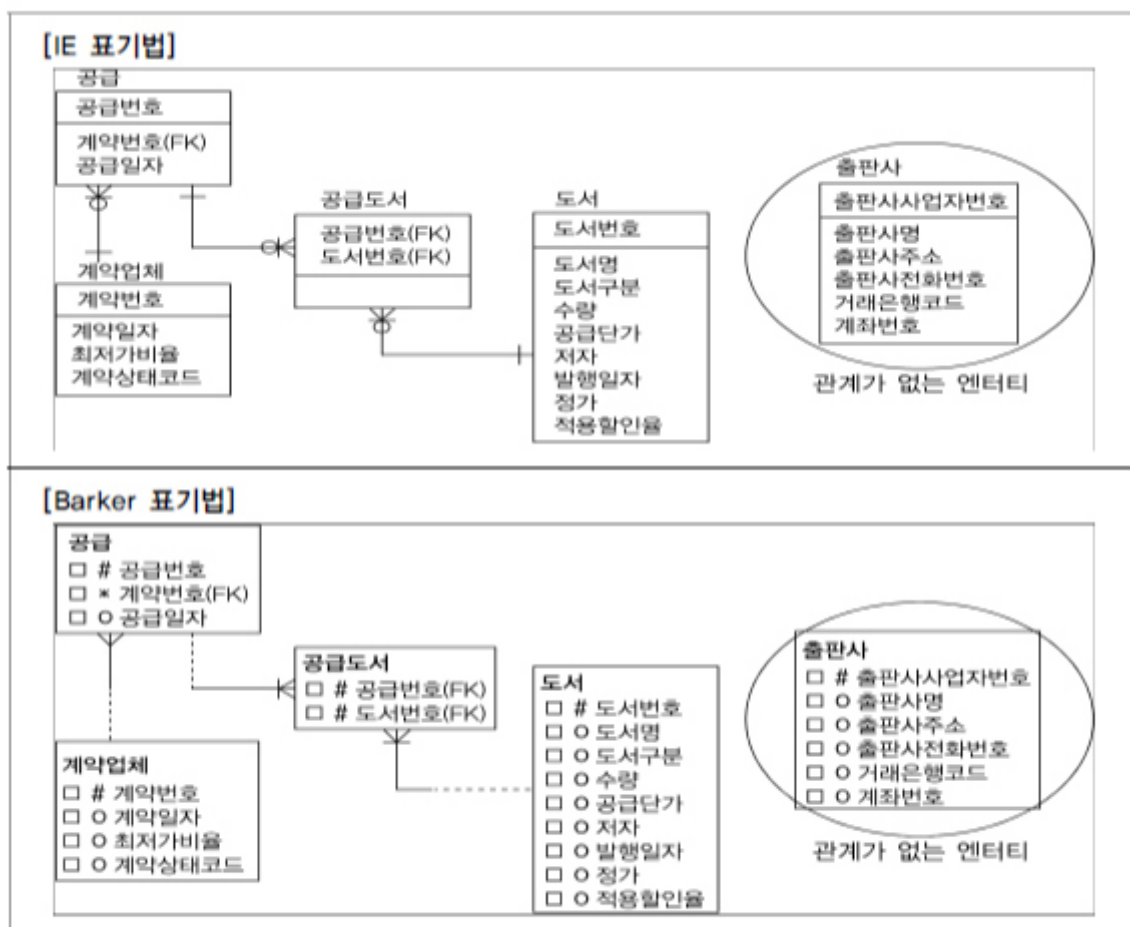 [IE 표기법]
공급
공급번호
계약번호(FK)
공급일자
계약업체
계약번호
계약일자
최저가비율
계약상태코드
공급도서
공급번호(FK)
도서번호(FK)
도서
도서번호
도서명
도서구분
수량
공급단가
저자
발행일자
정가
적용할인율
출판사
출판사사업자번호
출판사명
출판사주소
출판사전화번호
거래은행코드
계좌번호
관계가 없는 엔터티
[Barker 표기법]
공급
□ # 공급번호
□ * 계약번호(FK)
□ O 공급일자
계약업체
□ # 계약번호
□ O 계약일자
□ O 최저가비율
□ O 계약상태코드
공급도서
□ # 공급번호(FK)
□ # 도서번호(FK)
도서
□ # 도서번호
□ O 도서명
□ O 도서구분
□ O 수량
□ O 공급단가
□ O 저자
□ O 발행일자
□ O 정가
□ O 적용할인율
출판사
□ # 출판사사업자번호
□ O 출판사명
□ O 출판사주소
□ O 출판사전화번호
□ O 거래은행코드
□ O 계좌번호
관계가 없는 엔터티